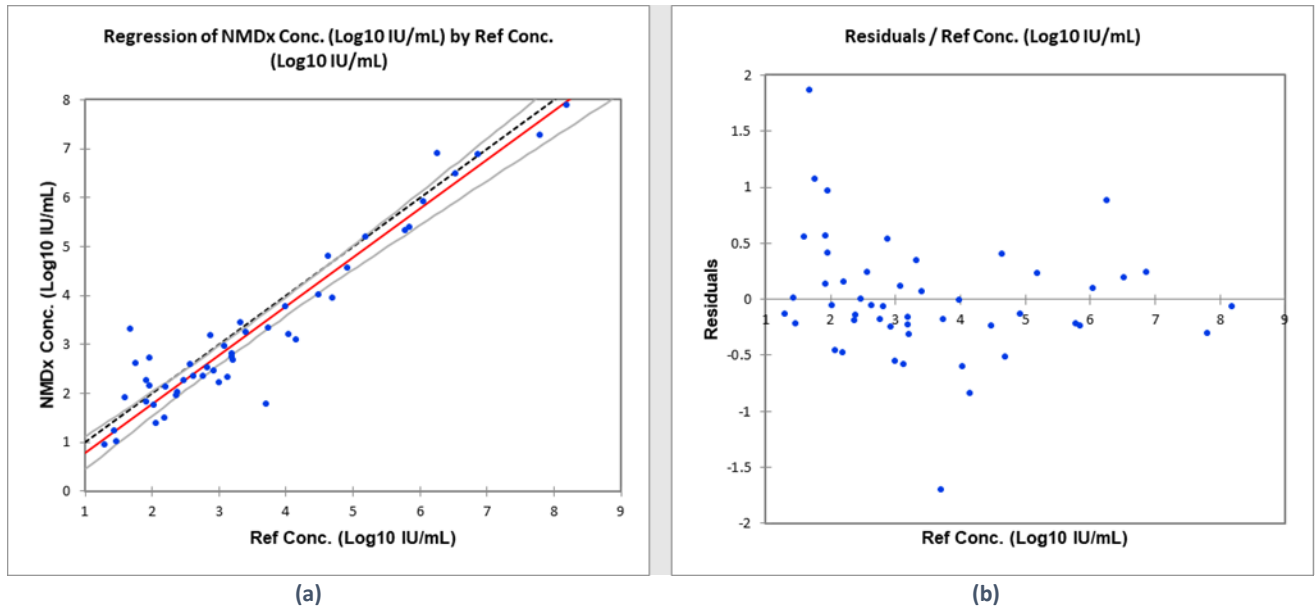 Regression of NMDx Conc. (Log10 IU/mL) by Ref Conc.
(Log10 IU/mL)
8
7
6
5
4
3
2
1
0
NMDx Conc. (Log10 IU/mL)
1 2 3 4 5 6 7 8 9
Ref Conc. (Log10 IU/mL)
(a)
Residuals / Ref Conc. (Log10 IU/mL)
2
1.5
1
0.5
0
-0.5
-1
-1.5
-2
Residuals
1 2 3 4 5 6 7 8 9
Ref Conc. (Log10 IU/mL)
(b)